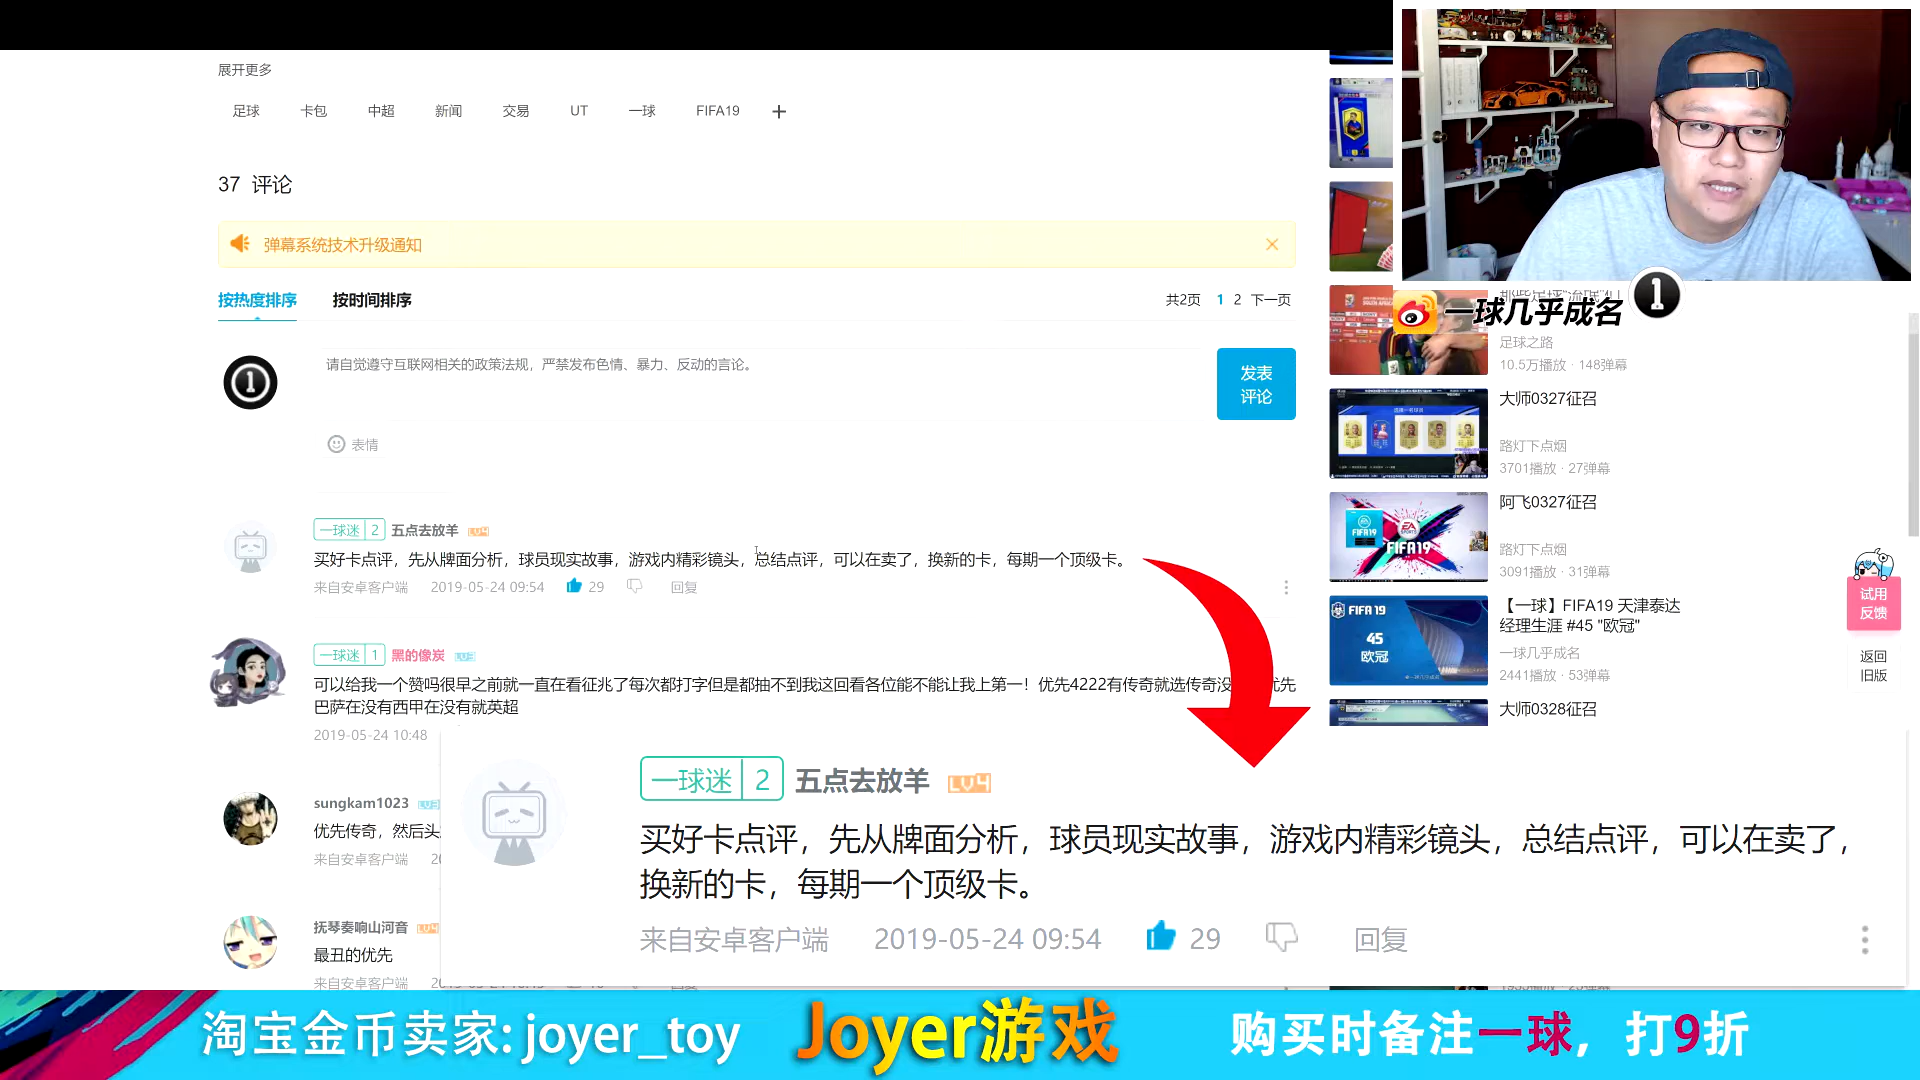 展开更多
足球 卡包 中超 新闻 交易 UT 一球 FIFA19 +
37 评论
弹幕系统技术升级通知
按热度排序 按时间排序
共2页 1 2 下一页
请自觉遵守互联网相关的政策法规，严禁发布色情、暴力、反动的言论。
发表
评论
表情
一球迷 2 五点去放羊 LV4
买好卡点评，先从牌面分析，球员现实故事，游戏内精彩镜头，总结点评，可以在卖了，换新的卡，每期一个顶级卡。
来自安卓客户端 2019-05-24 09:54 29 回复
一球迷 1 黑的像炭 LV3
可以给我一个赞吗很早之前就一直在看征兆了每次都打字但是都抽不到我这回看各位能不能让我上第一！优先4222有传奇就选传奇没 优先
巴萨在没有西甲在没有就英超
2019-05-24 10:48
sungkam1023 LV3
优先传奇，然后头
来自安卓客户端 20
抚琴奏响山河音 LV4
最丑的优先
来自安卓客户端
一球迷 2 五点去放羊 LV4
买好卡点评，先从牌面分析，球员现实故事，游戏内精彩镜头，总结点评，可以在卖了，
换新的卡，每期一个顶级卡。
来自安卓客户端 2019-05-24 09:54 29 回复
一球几乎成名
1
足球之路
10.5万播放 · 148弹幕
大师0327征召
路灯下点烟
3701播放 · 27弹幕
FIFA19
EA SPORTS
FIFA19
阿飞0327征召
路灯下点烟
3091播放 · 31弹幕
FIFA 19
45
欧冠
【一球】FIFA19 天津泰达
经理生涯 #45 "欧冠"
一球几乎成名
2441播放 · 53弹幕
大师0328征召
试用
反馈
返回
旧版
淘宝金币卖家: joyer_toy
Joyer游戏
购买时备注一球，打9折